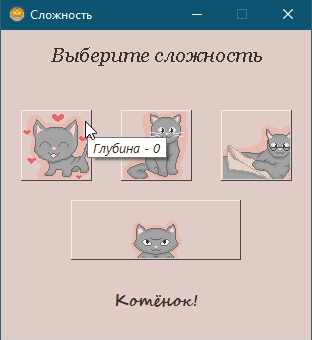 Сложность
Выберите сложность
Глубина - 0
Котёнок!